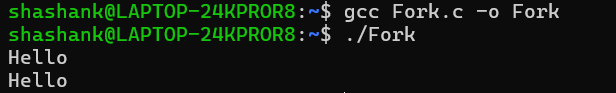 shashank@LAPTOP-24KPROR8:~$ gcc Fork.c -o Fork
shashank@LAPTOP-24KPROR8:~$ ./Fork
Hello
Hello